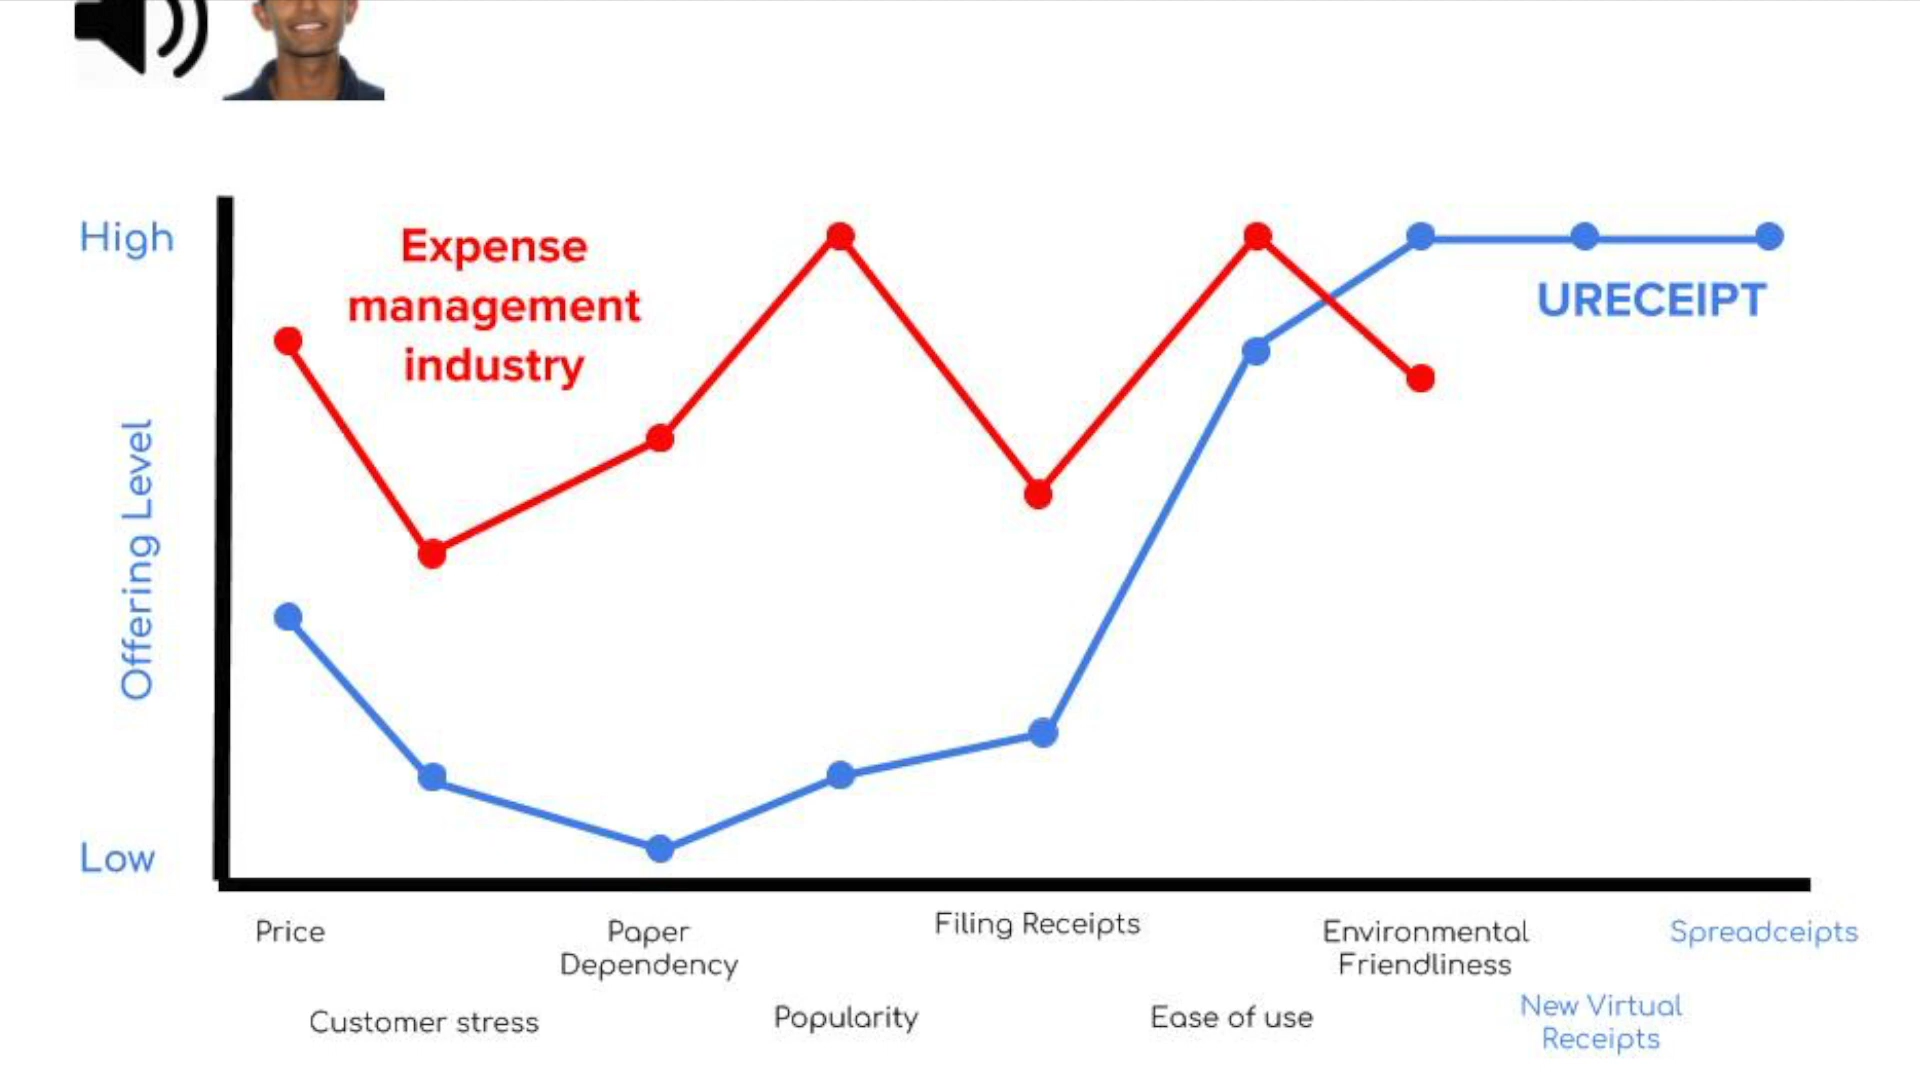 High
Expense
management
industry
URECEIPT
Offering Level
Low
Price
Paper
Dependency
Filing Receipts
Environmental
Friendliness
Spreadceipts
Customer stress
Popularity
Ease of use
New Virtual
Receipts